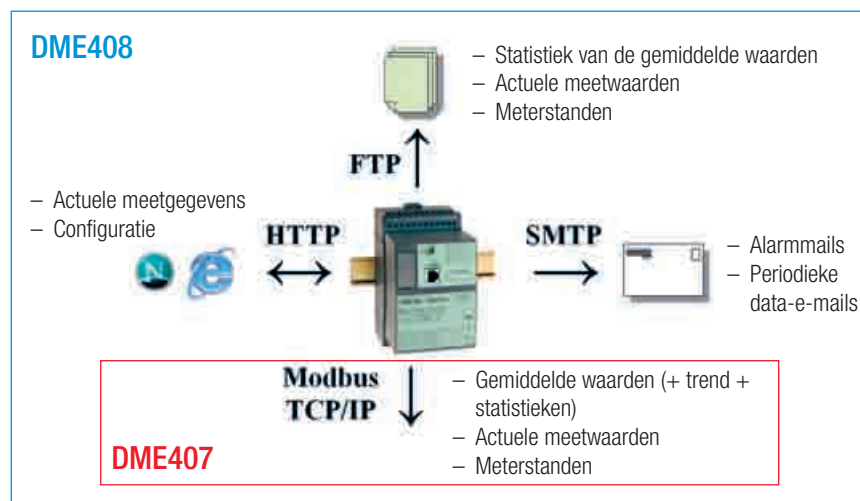 DME408
– Statistiek van de gemiddelde waarden
– Actuele meetwaarden
– Meterstanden
FTP
– Actuele meetgegevens
– Configuratie
HTTP
SMTP
– Alarmmails
– Periodieke
data-e-mails
Modbus
TCP/IP
– Gemiddelde waarden (+ trend +
statistieken)
– Actuele meetwaarden
– Meterstanden
DME407